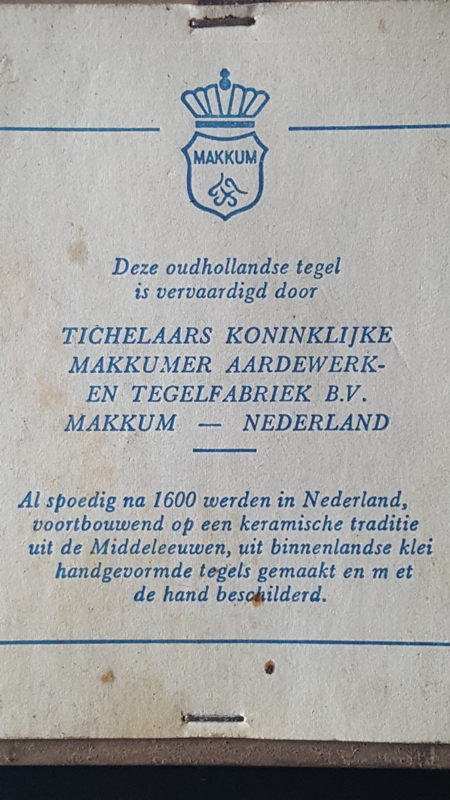 MAKKUM
Deze oudhollandse tegel
is vervaardigd door
TICHELAARS KONINKLIJKE
MAKKUMER AARDEWERK-
EN TEGELFABRIEK B.V.
MAKKUM — NEDERLAND
Al spoedig na 1600 werden in Nederland,
voortbouwend op een keramische traditie
uit de Middeleeuwen, uit binnenlandse klei
handgevormde tegels gemaakt en m et
de hand beschilderd.